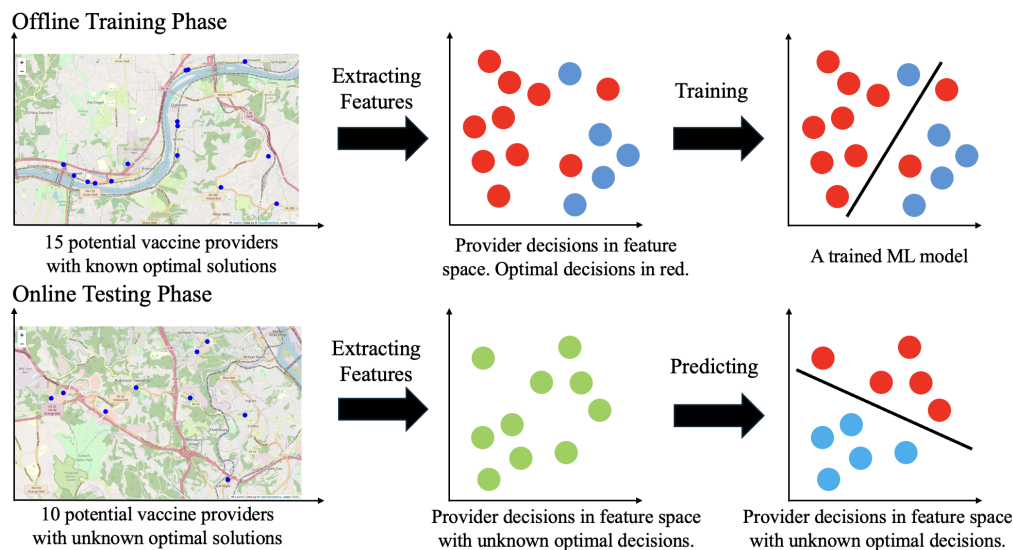 Offline Training Phase
Extracting
Features
Training
15 potential vaccine providers
with known optimal solutions
Provider decisions in feature
space. Optimal decisions in red.
A trained ML model
Online Testing Phase
Extracting
Features
Predicting
10 potential vaccine providers
with unknown optimal solutions
Provider decisions in feature space
with unknown optimal decisions.
Provider decisions in feature space
with unknown optimal decisions.